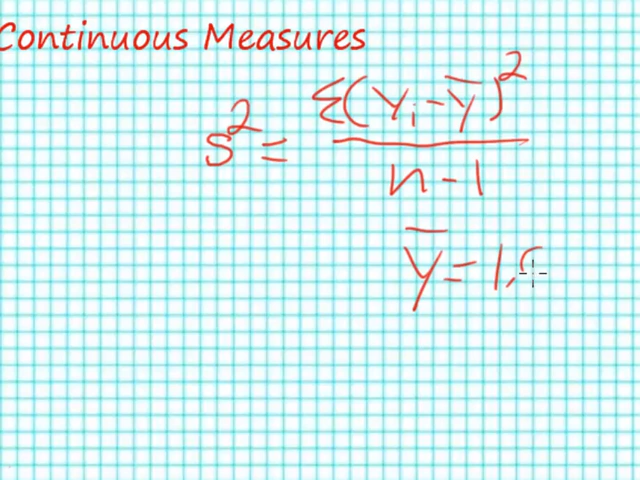 Continuous Measures
s² = Σ(Yᵢ - Ȳ)² / n - 1
ȳ = 1,